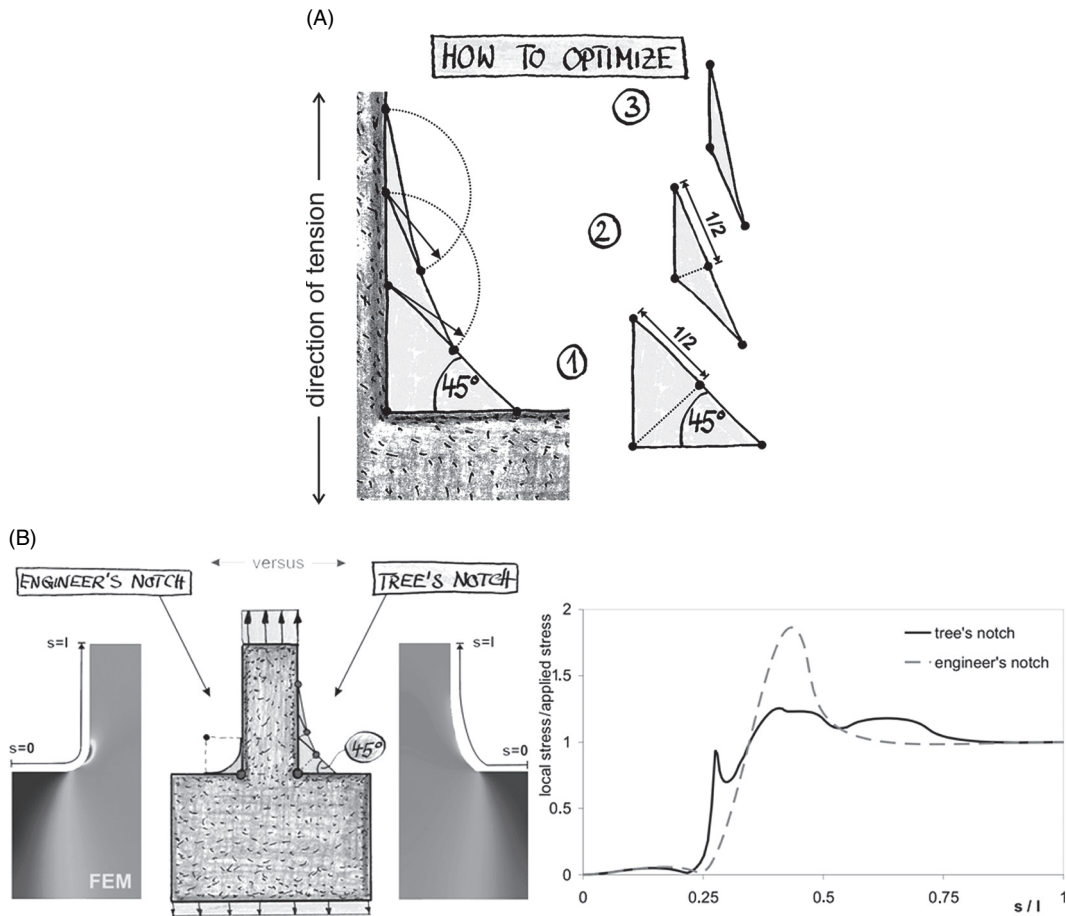 (A)
HOW TO OPTIMIZE
direction of tension
45°
3
2
1/2
1
1/2
45°
(B)
versus
ENGINEER'S NOTCH
TREE'S NOTCH
s=l
s=0
FEM
45°
s=l
s=0
local stress/applied stress
2
1.5
1
0.5
0
tree's notch
engineer's notch
0
0.25
0.5
0.75
1
s / l